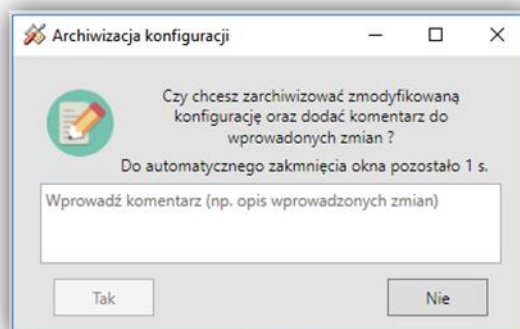 Archiwizacja konfiguracji
Czy chcesz zarchiwizować zmodyfikowaną
konfigurację oraz dodać komentarz do
wprowadzonych zmian ?
Do automatycznego zakmnięcia okna pozostało 1 s.
Wprowadź komentarz (np. opis wprowadzonych zmian)
Tak
Nie